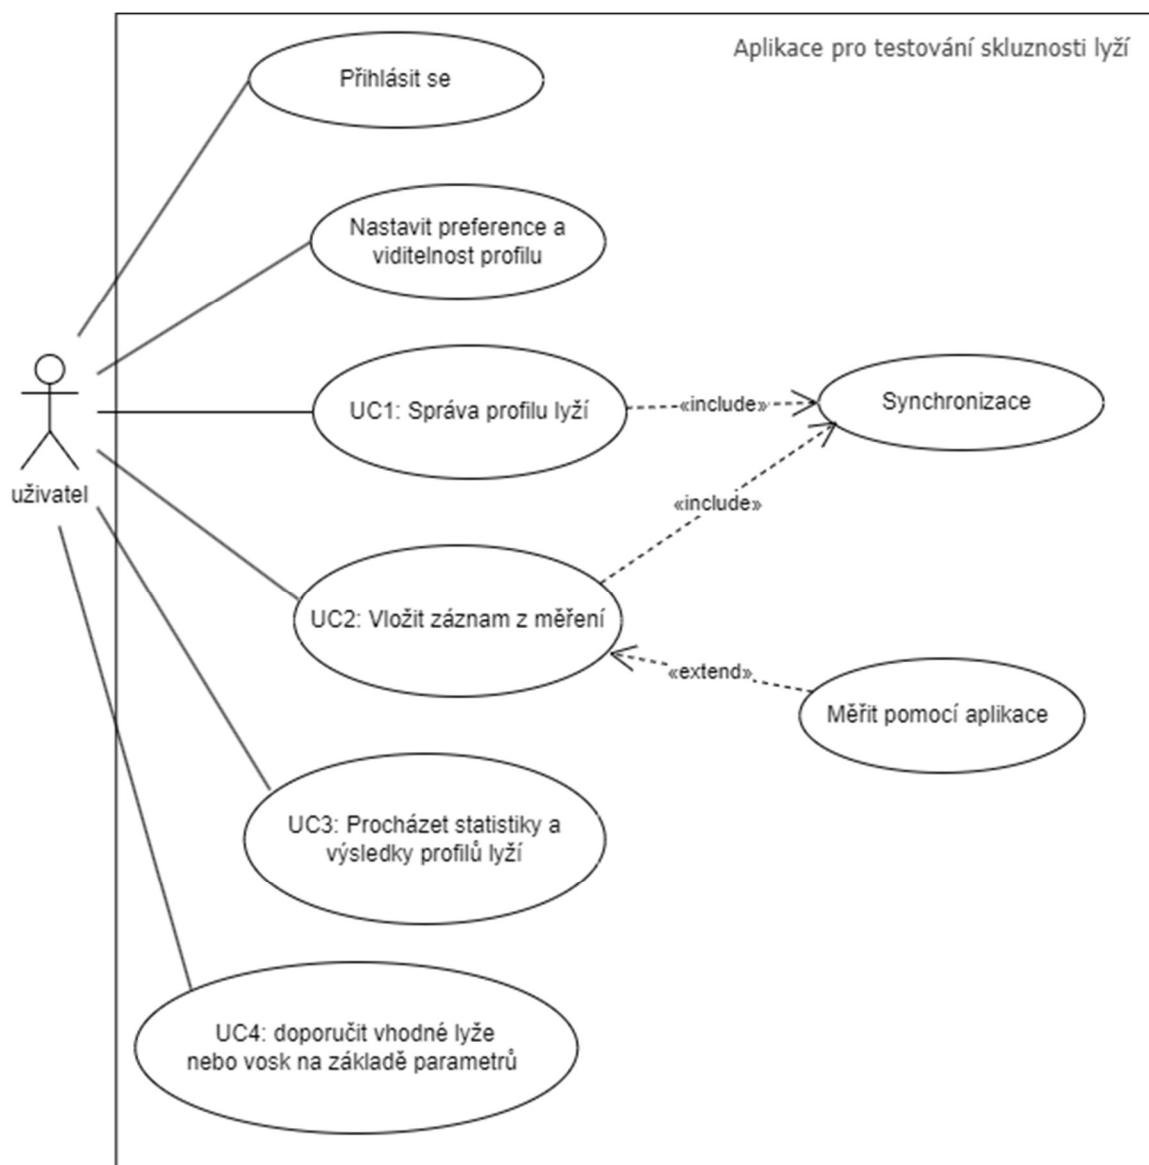 Aplikace pro testování skluznosti lyží
Přihlásit se
Nastavit preference a
viditelnost profilu
UC1: Správa profilu lyží
«include»
Synchronizace
uživatel
«include»
UC2: Vložit záznam z měření
«extend»
Měřit pomocí aplikace
UC3: Procházet statistiky a
výsledky profilů lyží
UC4: doporučit vhodné lyže
nebo vosk na základě parametrů